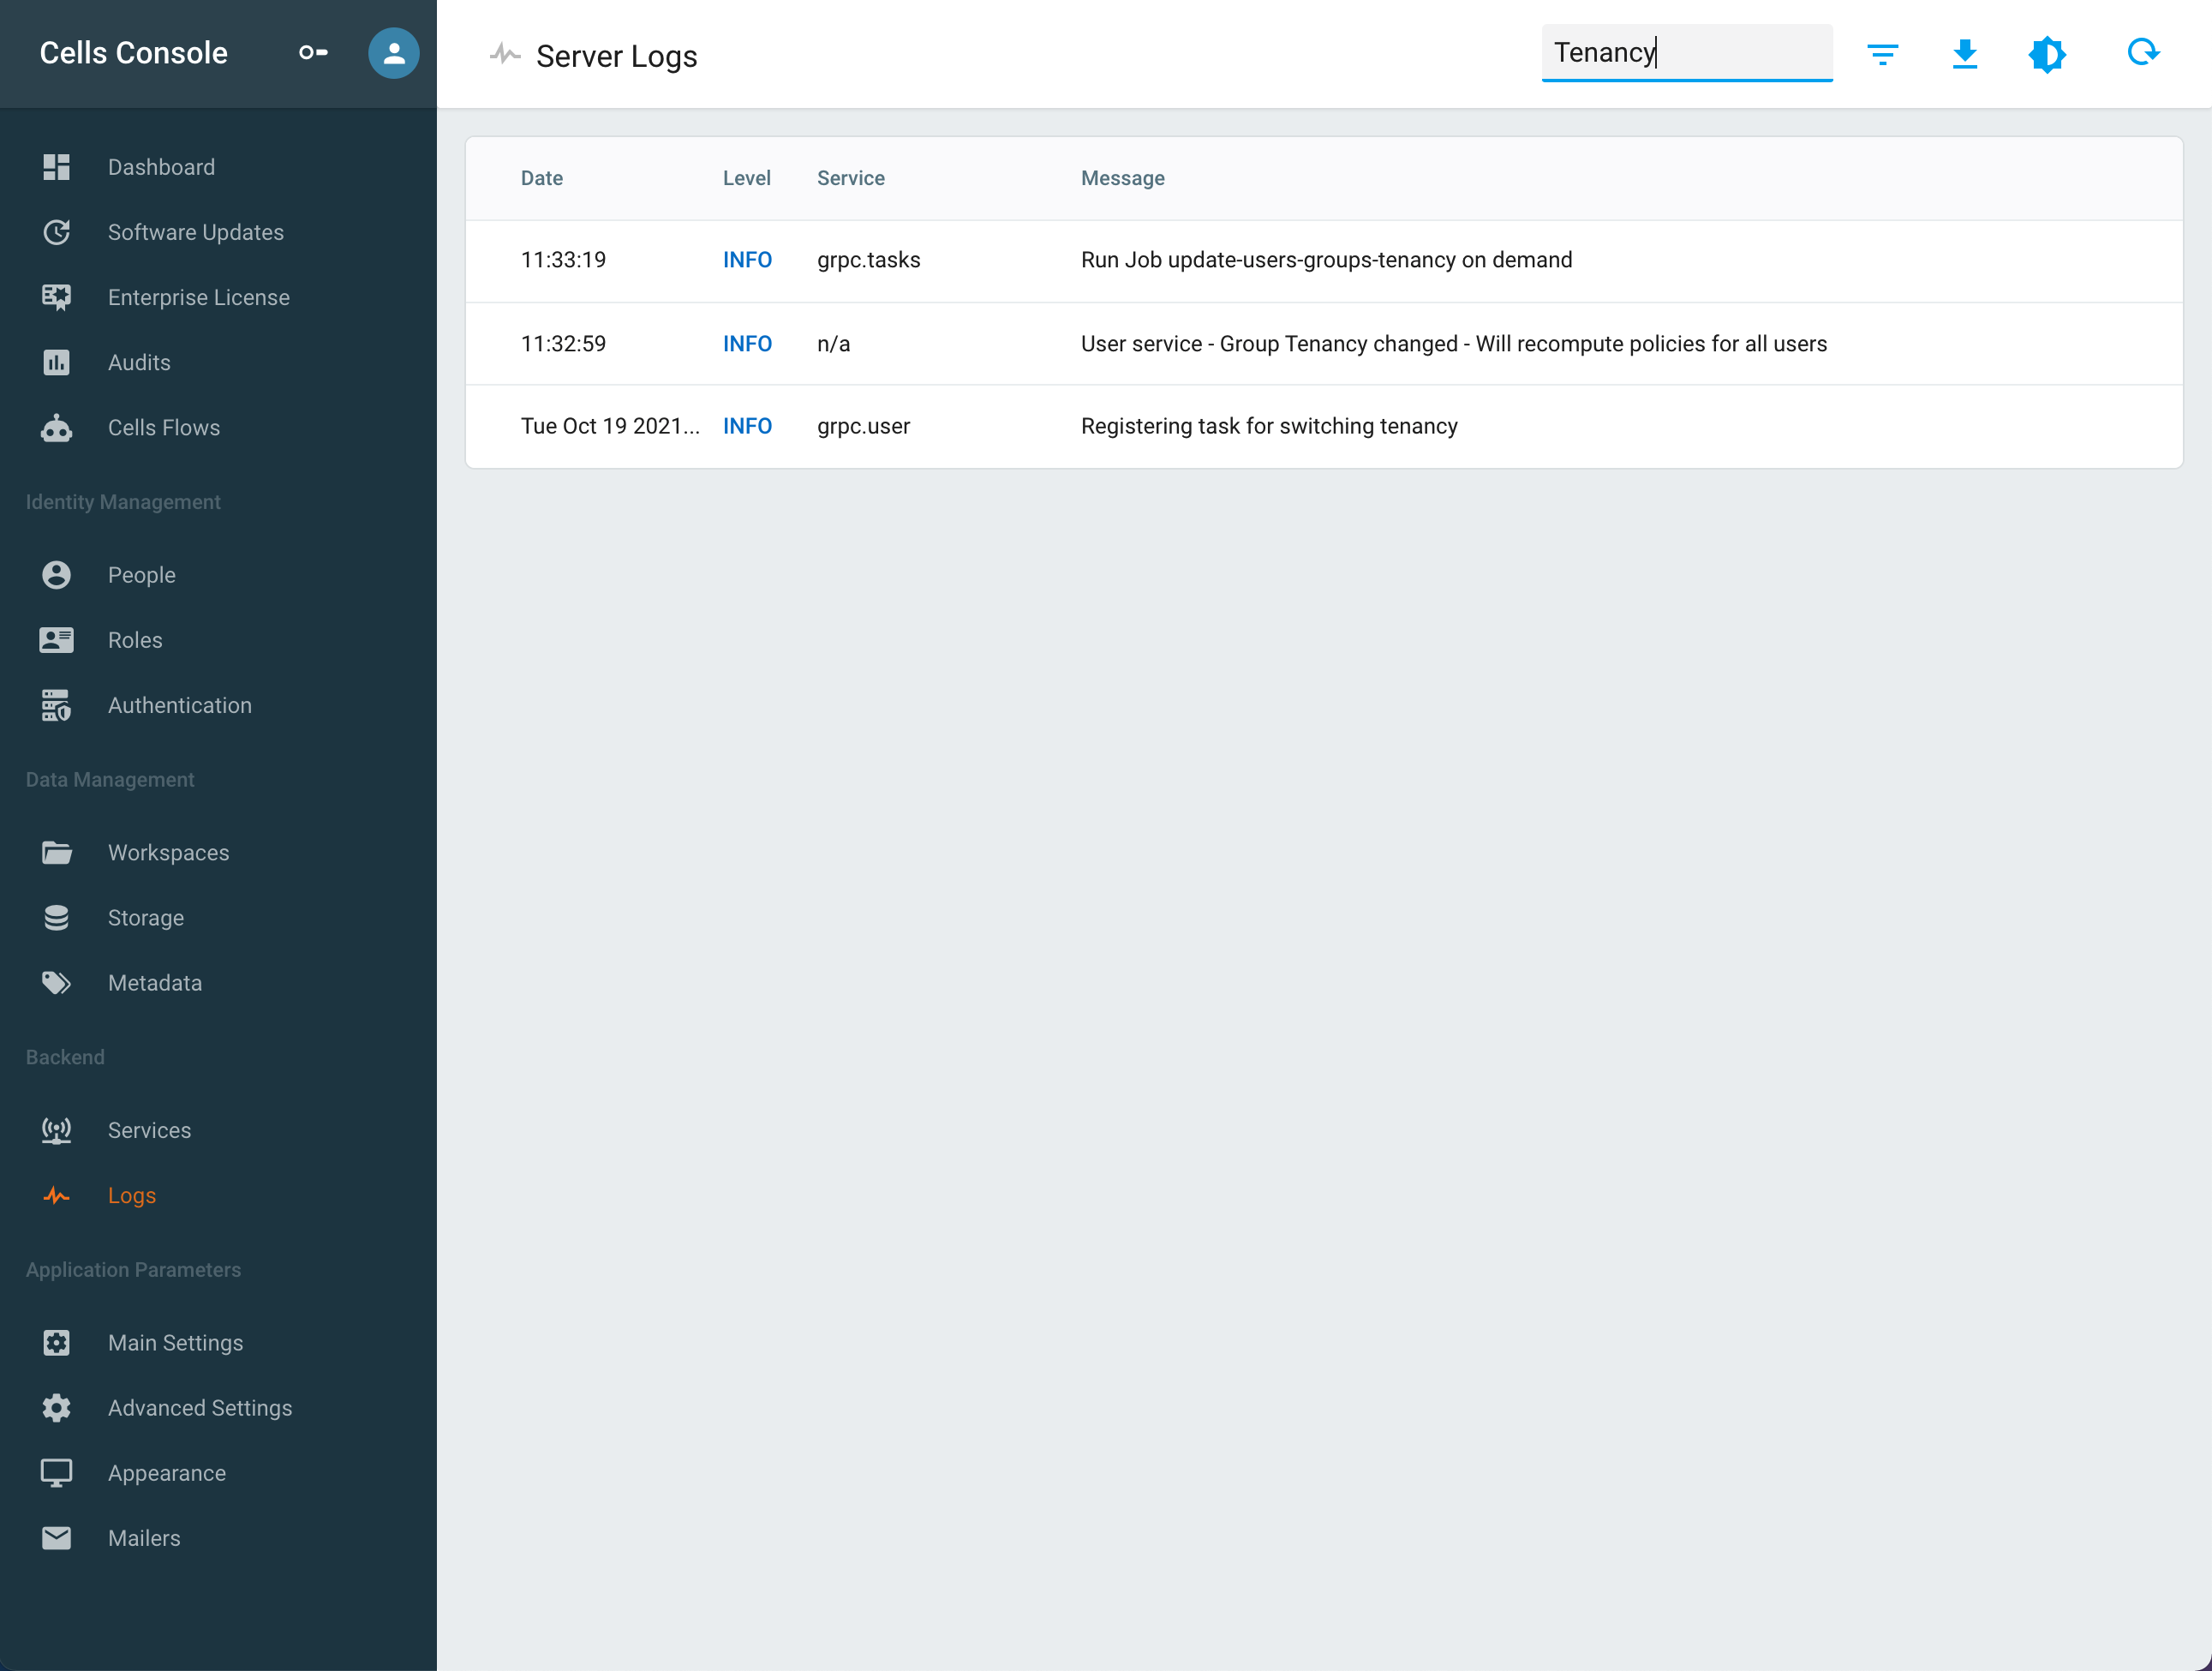 Cells Console
Server Logs
Tenancy
Dashboard
Software Updates
Enterprise License
Audits
Cells Flows
Identity Management
People
Roles
Authentication
Data Management
Workspaces
Storage
Metadata
Backend
Services
Logs
Application Parameters
Main Settings
Advanced Settings
Appearance
Mailers
Date Level Service Message
11:33:19 INFO grpc.tasks Run Job update-users-groups-tenancy on demand
11:32:59 INFO n/a User service - Group Tenancy changed - Will recompute policies for all users
Tue Oct 19 2021... INFO grpc.user Registering task for switching tenancy